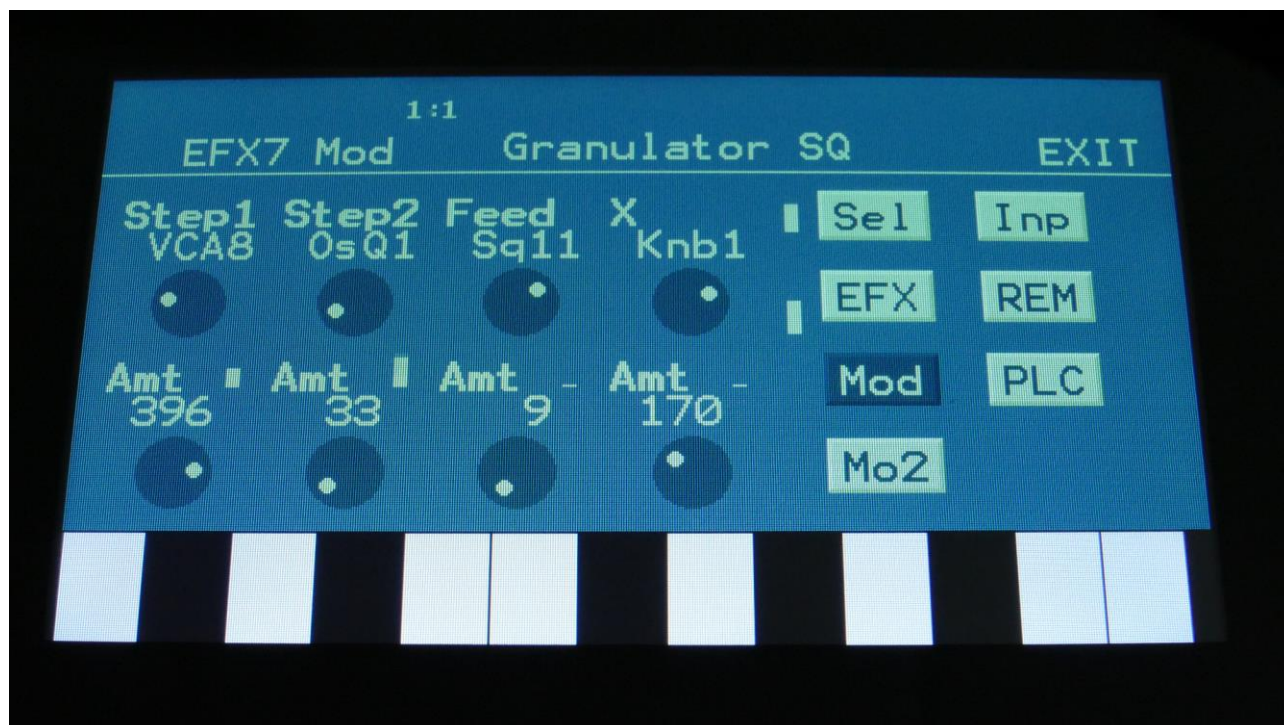 1:1
EFX7 Mod Granulator SQ EXIT
Step1 Step2 Feed X Sel Inp
VCA8 OsQ1 Sq11 Knb1
EFX REM
Amt Amt Amt Amt Mod PLC
396 33 9 170
Mo2